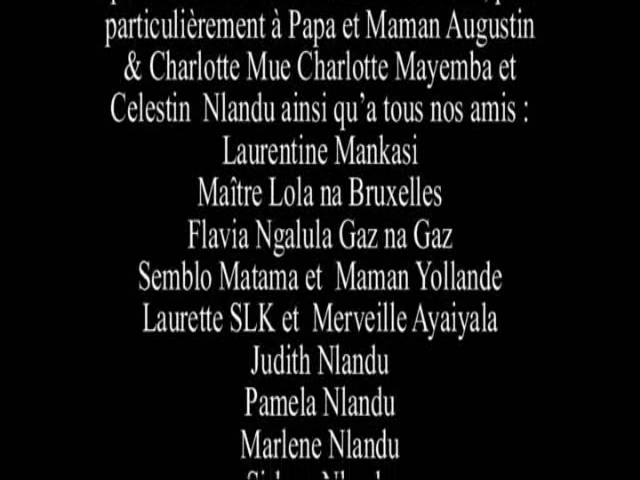 particulièrement à Papa et Maman Augustin
& Charlotte Mue Charlotte Mayemba et
Celestin Nlandu ainsi qu’a tous nos amis :
Laurentine Mankasi
Maître Lola na Bruxelles
Flavia Ngalula Gaz na Gaz
Semblo Matama et Maman Yollande
Laurette SLK et Merveille Ayaiyala
Judith Nlandu
Pamela Nlandu
Marlene Nlandu